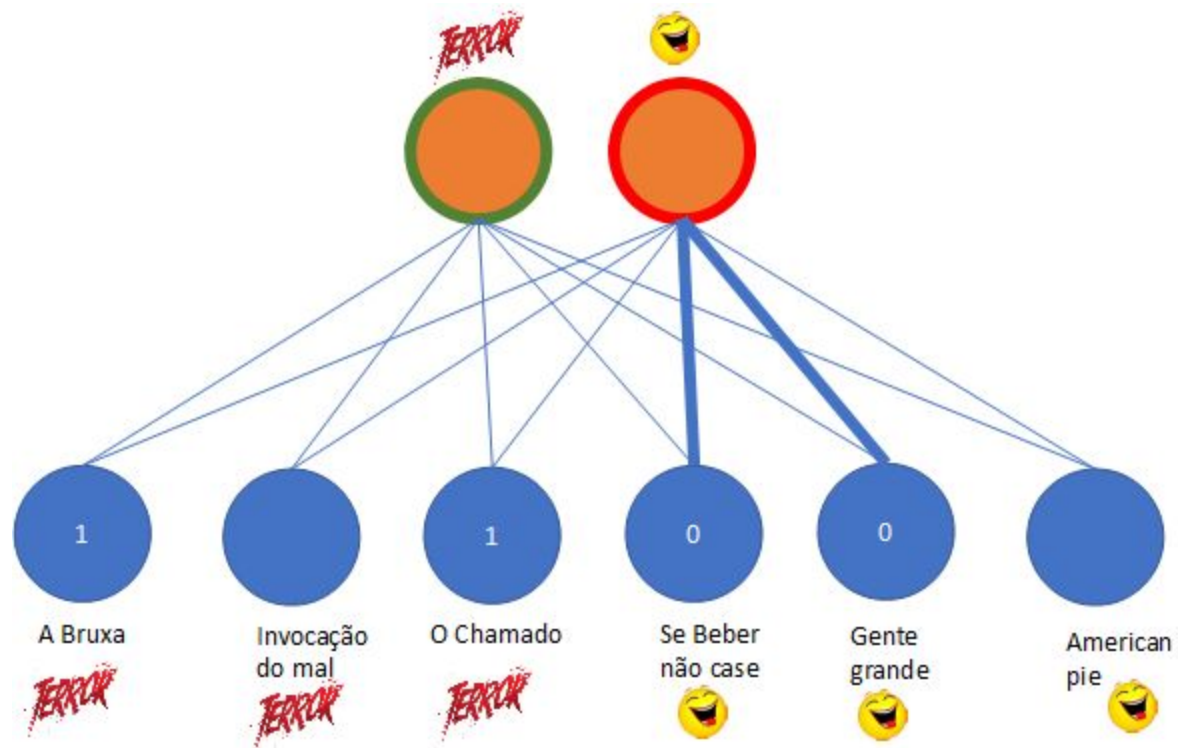 TERROR
1
1
0
0
A Bruxa
Invocação
do mal
O Chamado
Se Beber
não case
Gente
grande
American
pie
TERROR
TERROR
TERROR